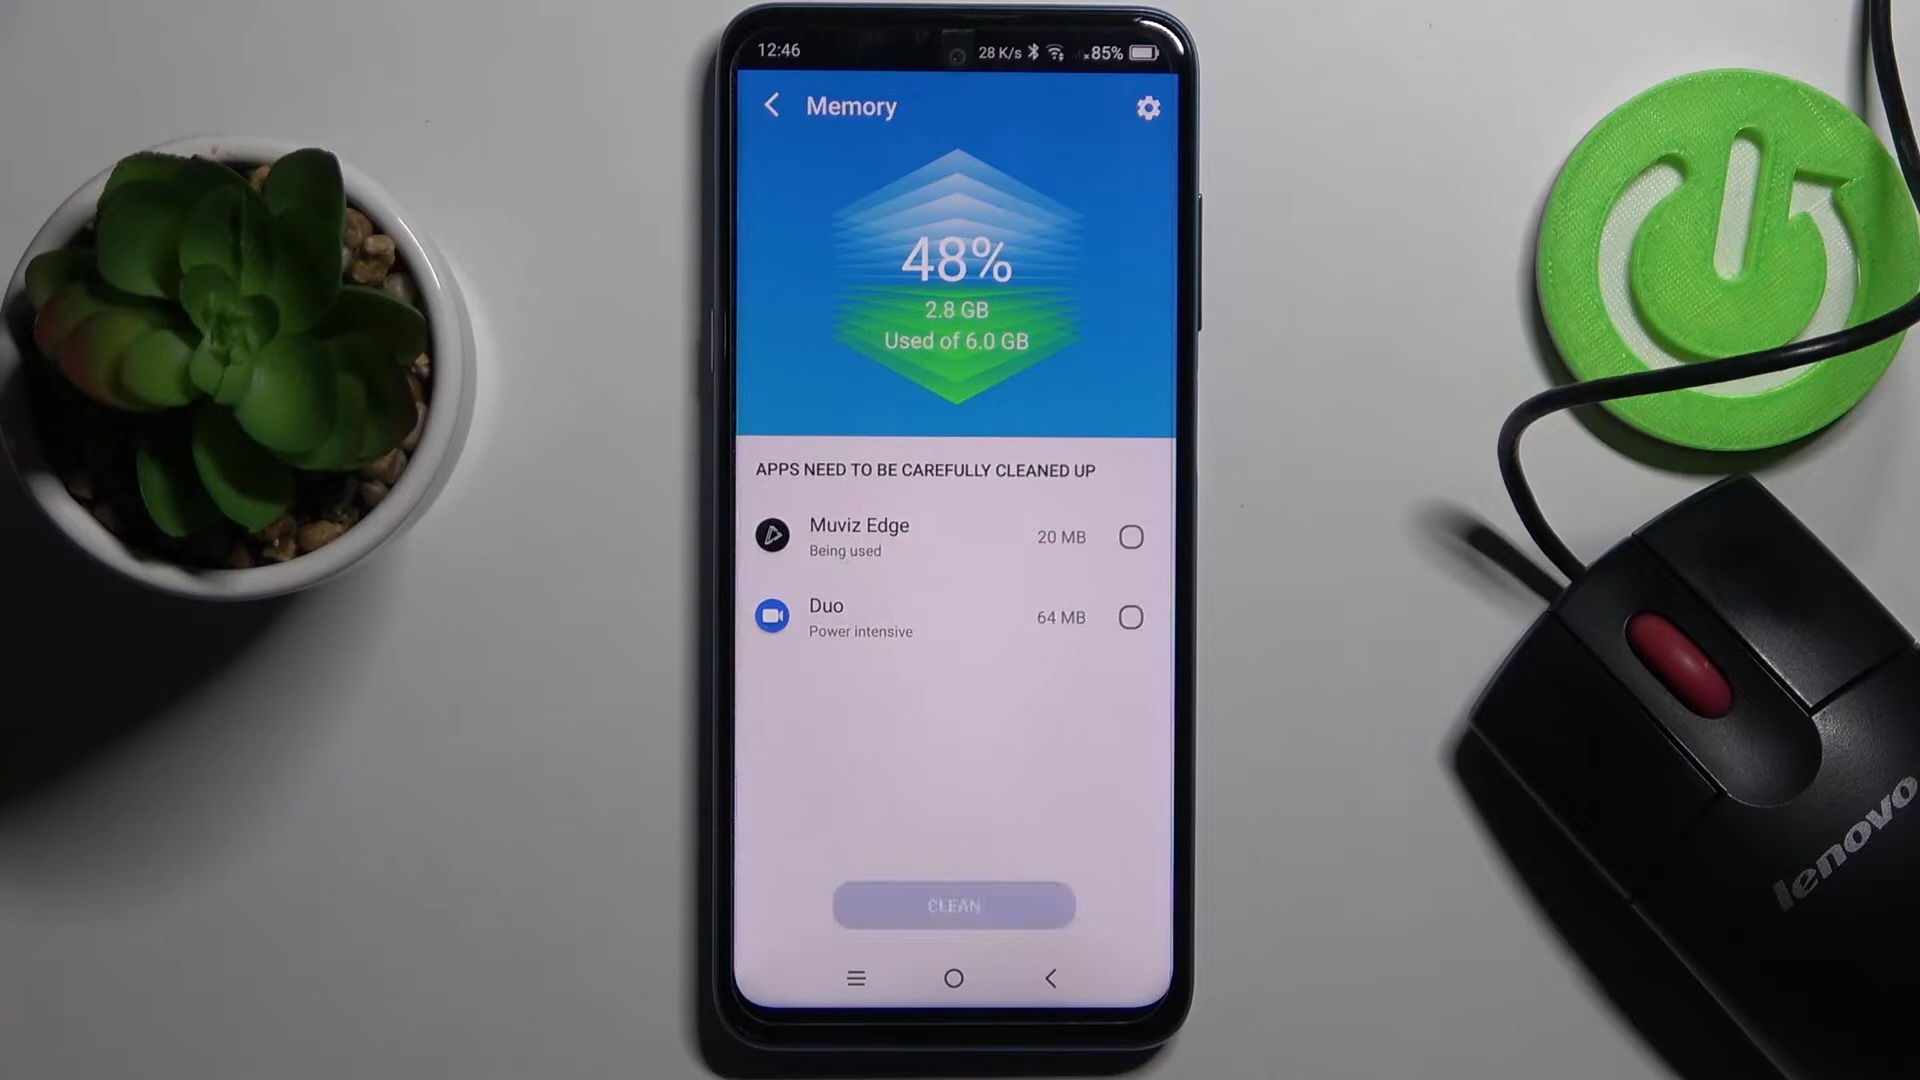 12:46
28 K/s
85%
Memory
48%
2.8 GB
Used of 6.0 GB
APPS NEED TO BE CAREFULLY CLEANED UP
Muviz Edge
Being used
20 MB
Duo
Power intensive
64 MB
CLEAN
lenovo